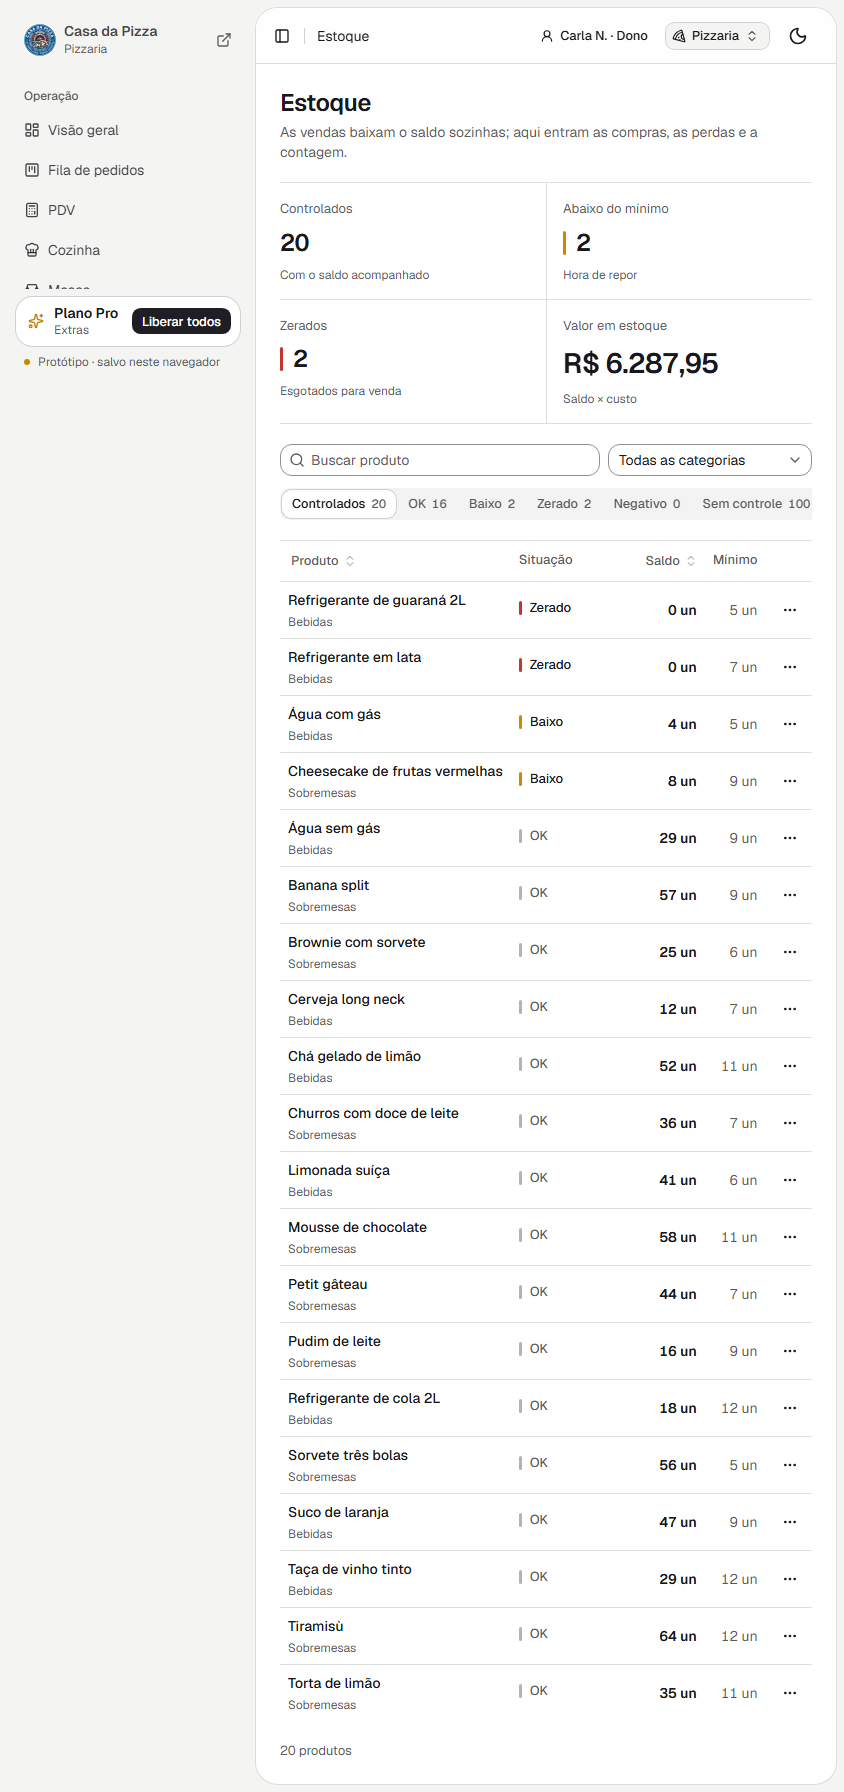 Casa da Pizza
Pizzaria
Operação
Visão geral
Fila de pedidos
PDV
Cozinha
Plano Pro
Extras
Liberar todos
Protótipo · salvo neste navegador
Estoque
Carla N. · Dono
Pizzaria
Estoque
As vendas baixam o saldo sozinhas; aqui entram as compras, as perdas e a
contagem.
Controlados
20
Com o saldo acompanhado
Abaixo do mínimo
2
Hora de repor
Zerados
2
Esgotados para venda
Valor em estoque
R$ 6.287,95
Saldo × custo
Buscar produto
Todas as categorias
Controlados 20 OK 16 Baixo 2 Zerado 2 Negativo 0 Sem controle 100
Produto Situação Saldo Mínimo
Refrigerante de guaraná 2L Zerado 0 un 5 un
Bebidas
Refrigerante em lata Zerado 0 un 7 un
Bebidas
Água com gás Baixo 4 un 5 un
Bebidas
Cheesecake de frutas vermelhas Baixo 8 un 9 un
Sobremesas
Água sem gás OK 29 un 9 un
Bebidas
Banana split OK 57 un 9 un
Sobremesas
Brownie com sorvete OK 25 un 6 un
Sobremesas
Cerveja long neck OK 12 un 7 un
Bebidas
Chá gelado de limão OK 52 un 11 un
Bebidas
Churros com doce de leite OK 36 un 7 un
Sobremesas
Limonada suíça OK 41 un 6 un
Bebidas
Mousse de chocolate OK 58 un 11 un
Sobremesas
Petit gâteau OK 44 un 7 un
Sobremesas
Pudim de leite OK 16 un 9 un
Sobremesas
Refrigerante de cola 2L OK 18 un 12 un
Bebidas
Sorvete três bolas OK 56 un 5 un
Sobremesas
Suco de laranja OK 47 un 9 un
Bebidas
Taça de vinho tinto OK 29 un 12 un
Bebidas
Tiramisù OK 64 un 12 un
Sobremesas
Torta de limão OK 35 un 11 un
Sobremesas
20 produtos